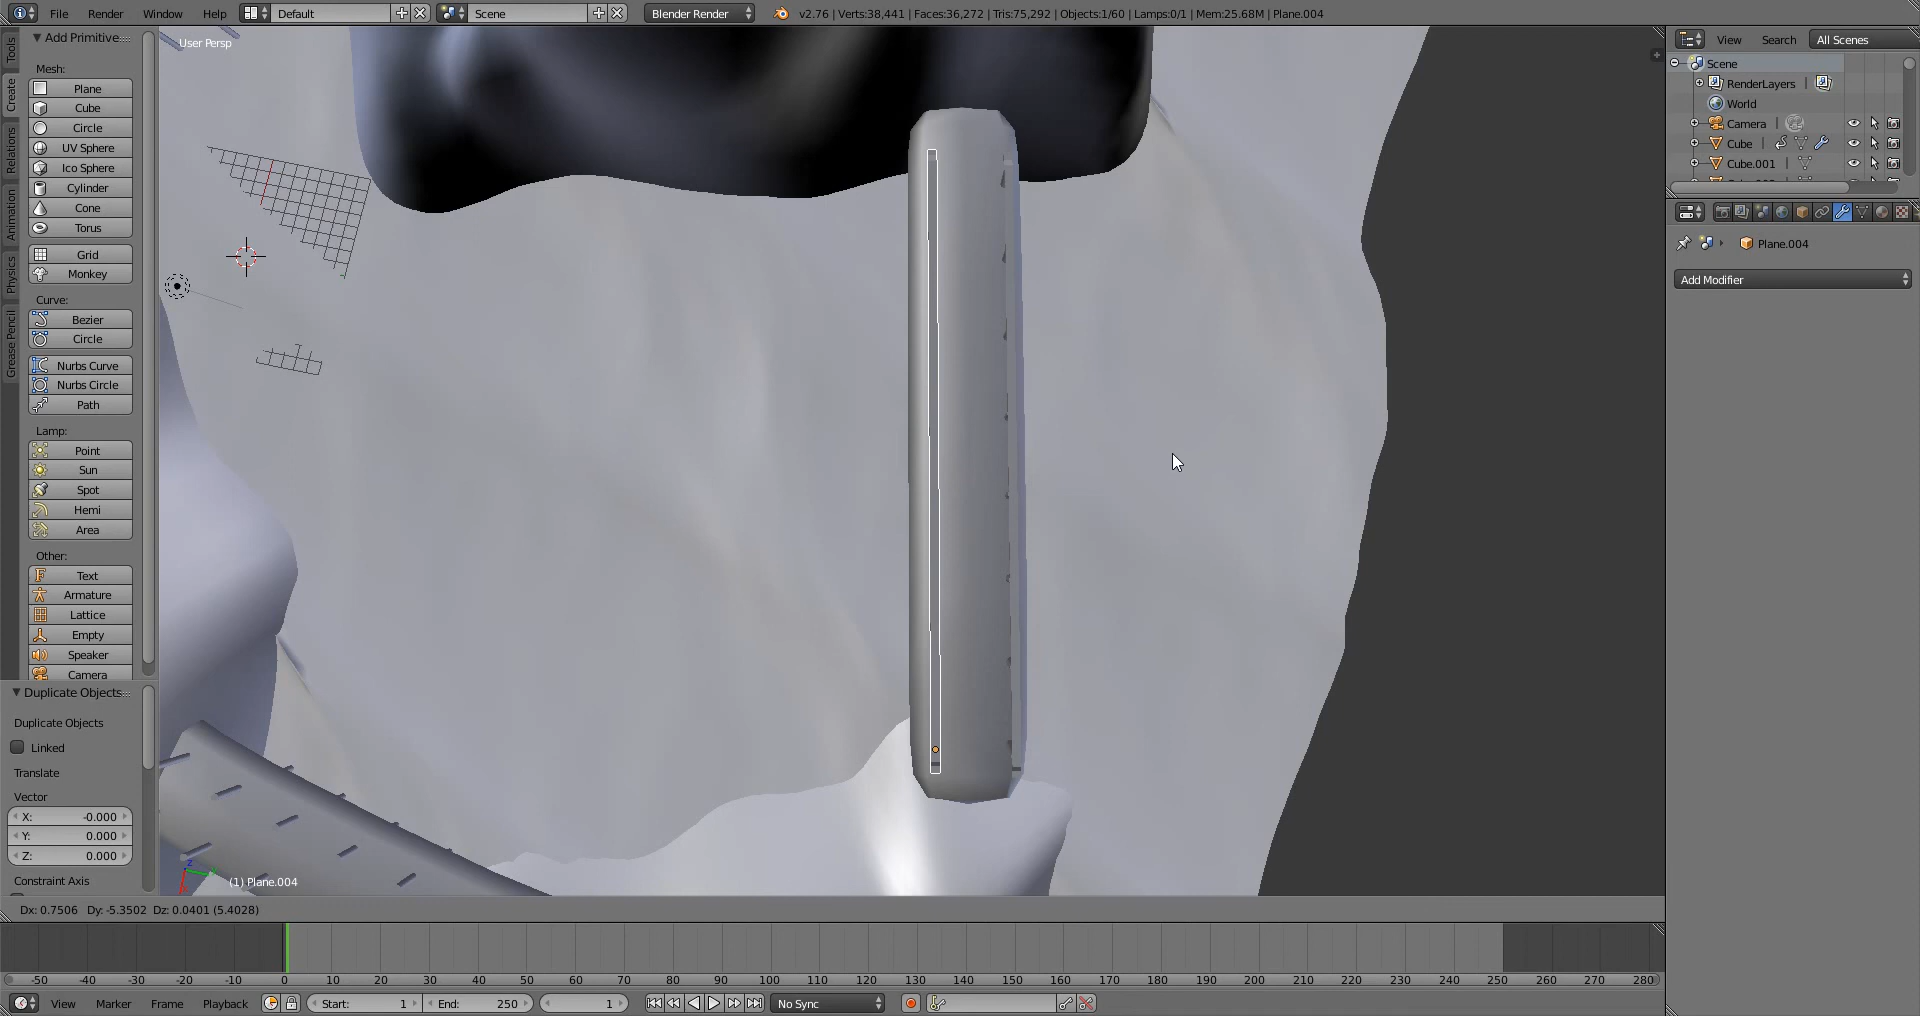 File Render Window Help Default Scene Blender Render v2.76 | Verts:38,441 | Faces:36,272 | Tris:75,292 | Objects:1/60 | Lamps:0/1 | Mem:25.68M | Plane.004
Tools
Create
Relations
Animation
Physics
Grease Pencil
Add Primitive
Mesh:
Plane
Cube
Circle
UV Sphere
Ico Sphere
Cylinder
Cone
Torus
Grid
Monkey
Curve:
Bezier
Circle
Nurbs Curve
Nurbs Circle
Path
Lamp:
Point
Sun
Spot
Hemi
Area
Other:
Text
Armature
Lattice
Empty
Speaker
Camera
Duplicate Objects
Duplicate Objects
Linked
Translate
Vector
X: -0.000
Y: 0.000
Z: 0.000
Constraint Axis
User Persp
(1) Plane.004
Dx: 0.7506 Dy: -5.3502 Dz: 0.0401 (5.4028)
View Search All Scenes
Scene
RenderLayers
World
Camera
Cube
Cube.001
Plane.004
Add Modifier
-50 -40 -30 -20 -10 0 10 20 30 40 50 60 70 80 90 100 110 120 130 140 150 160 170 180 190 200 210 220 230 240 250 260 270 280
View Marker Frame Playback Start: 1 End: 250 1 No Sync